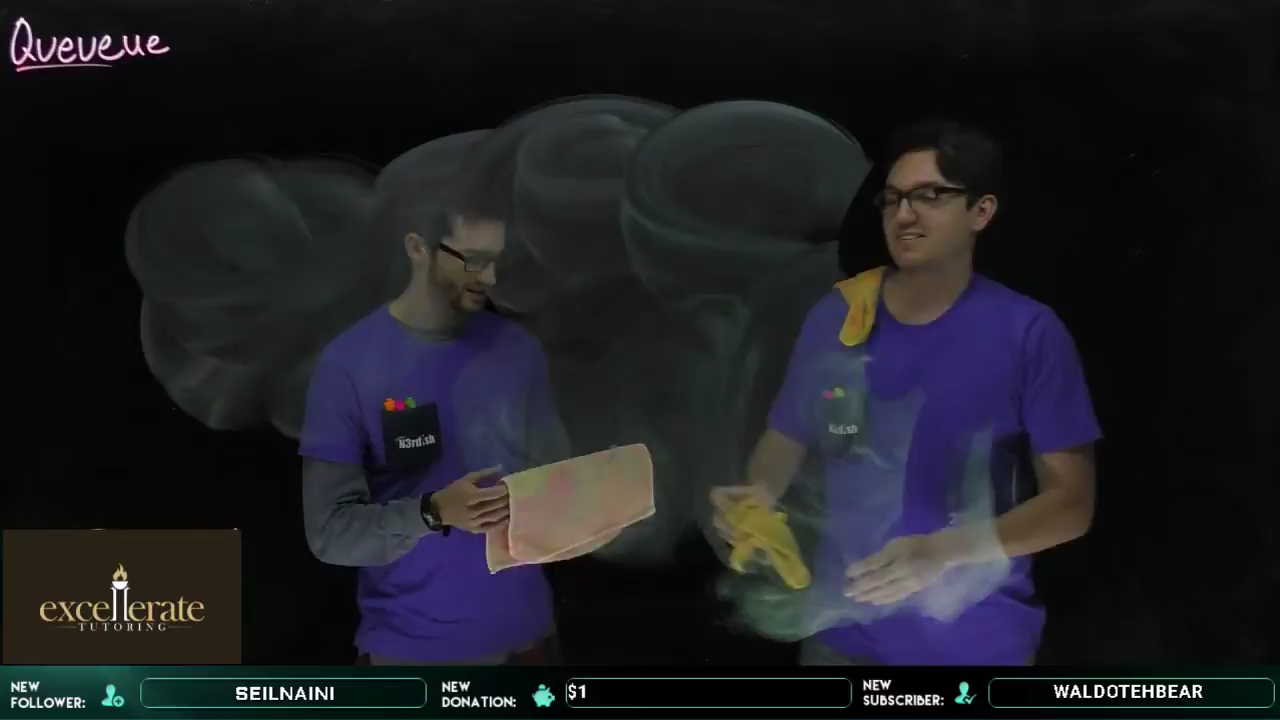 Queueue
N3rd!sh
excellerate
TUTORING
NEW FOLLOWER:
SEILNAINI
NEW DONATION:
$1
NEW SUBSCRIBER:
WALDOTEHBEAR